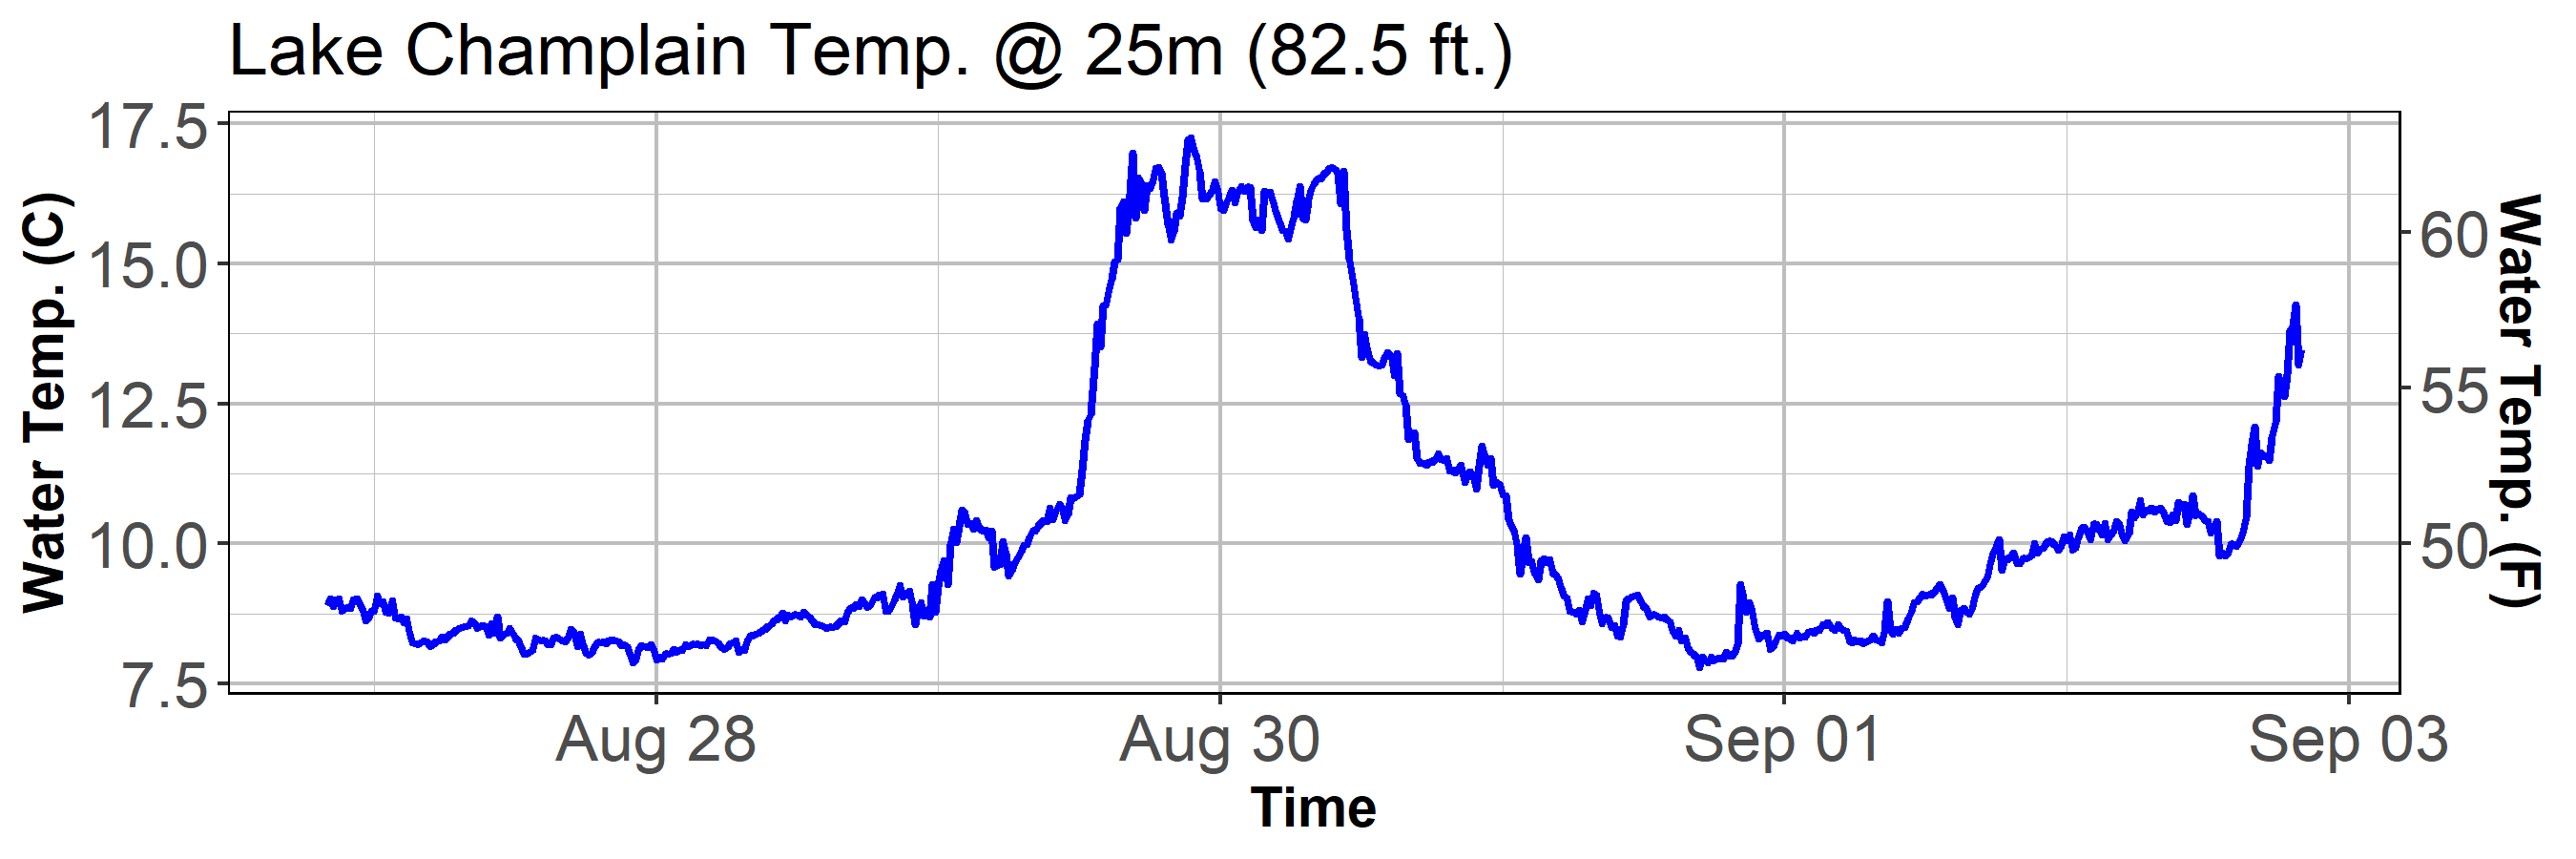 Lake Champlain Temp. @ 25m (82.5 ft.)
Water Temp. (C)
17.5
15.0
12.5
10.0
7.5
60
55
50
Water Temp. (F)
Aug 28
Aug 30
Sep 01
Sep 03
Time